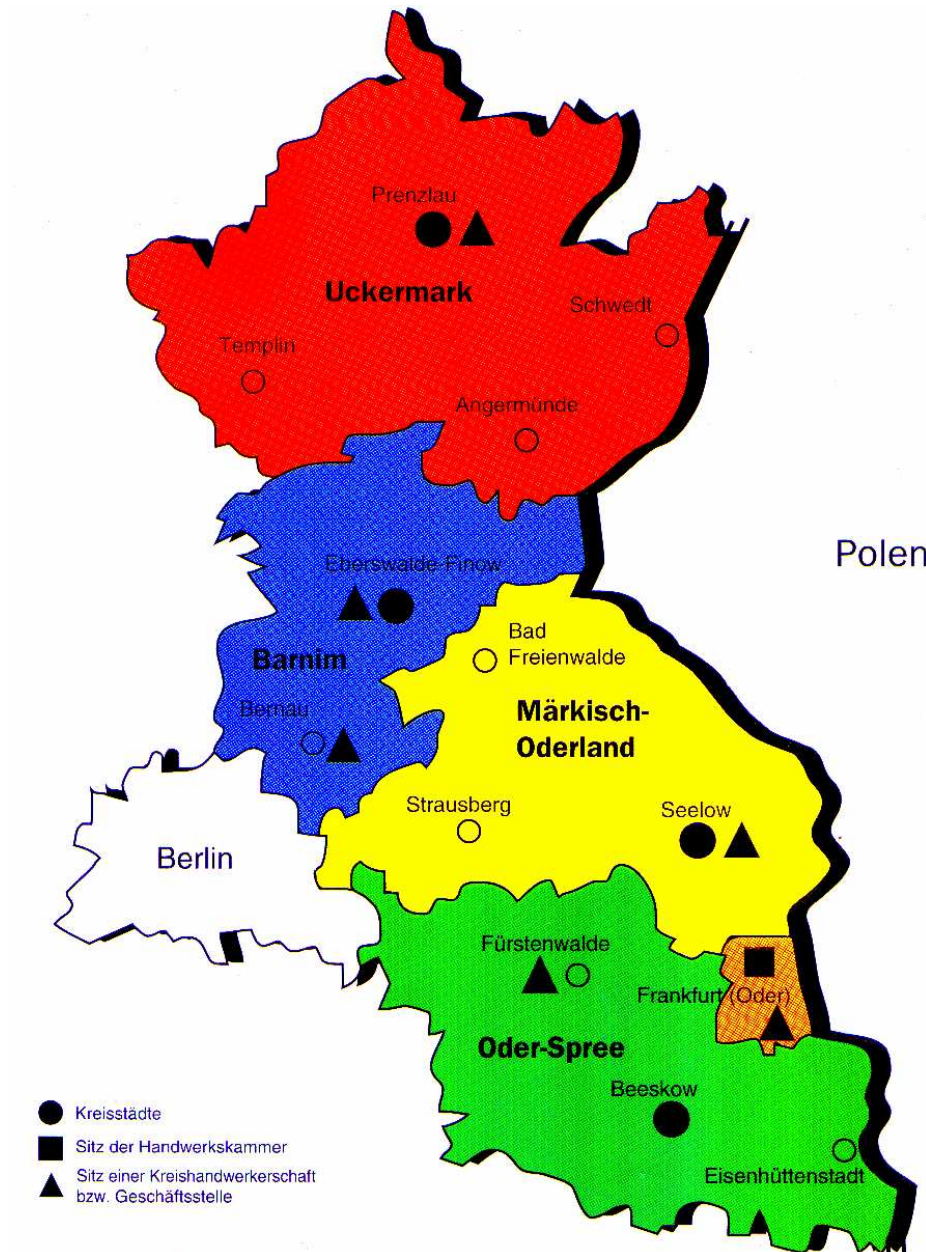 Prenzlau
Uckermark
Schwedt
Templin
Angermünde
Polen
Eberswalde-Finow
Bad
Freienwalde
Barnim
Märkisch-
Oderland
Bernau
Strausberg
Seelow
Berlin
Fürstenwalde
Frankfurt (Oder)
Oder-Spree
Beeskow
Eisenhüttenstadt
Kreisstädte
Sitz der Handwerkskammer
Sitz einer Kreishandwerkerschaft
bzw. Geschäftsstelle